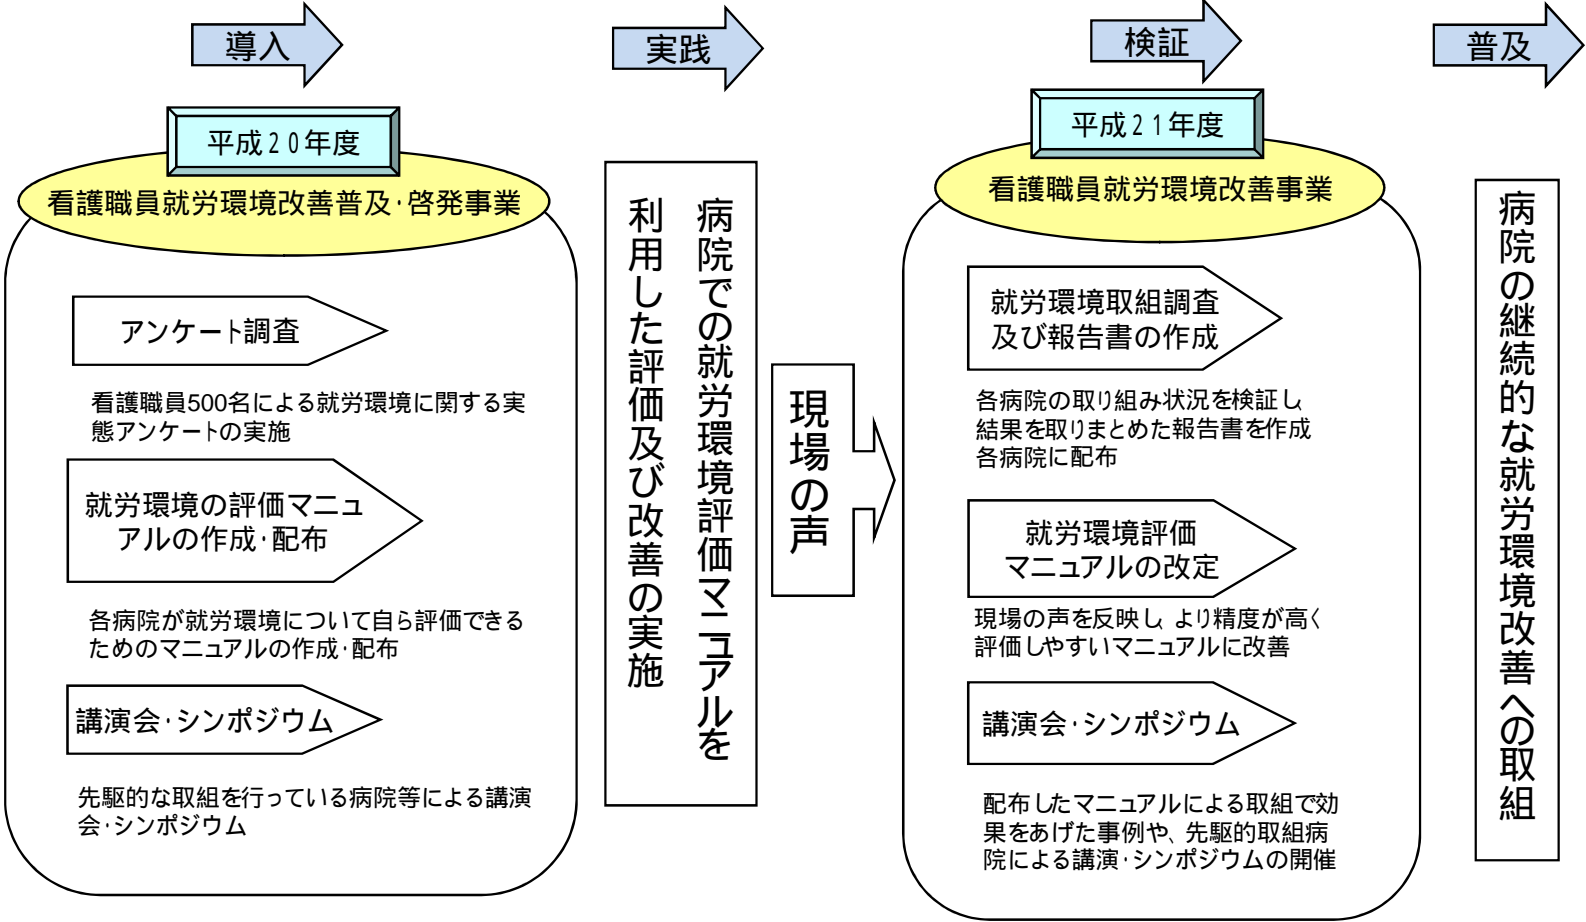 導入
実践
検証
普及
平成20年度
看護職員就労環境改善普及・啓発事業
アンケート調査
看護職員500名による就労環境に関する実
態アンケートの実施
就労環境の評価マニュ
アルの作成・配布
各病院が就労環境について自ら評価できる
ためのマニュアルの作成・配布
講演会・シンポジウム
先駆的な取組を行っている病院等による講演
会・シンポジウム
病院での就労環境評価マニュアルを
利用した評価及び改善の実施
現場の声
平成21年度
看護職員就労環境改善事業
就労環境取組調査
及び報告書の作成
各病院の取り組み状況を検証し、
結果を取りまとめた報告書を作成
各病院に配布
就労環境評価
マニュアルの改定
現場の声を反映し、より精度が高く
評価しやすいマニュアルに改善
講演会・シンポジウム
配布したマニュアルによる取組で効
果をあげた事例や、先駆的取組病
院による講演・シンポジウムの開催
病院の継続的な就労環境改善への取組